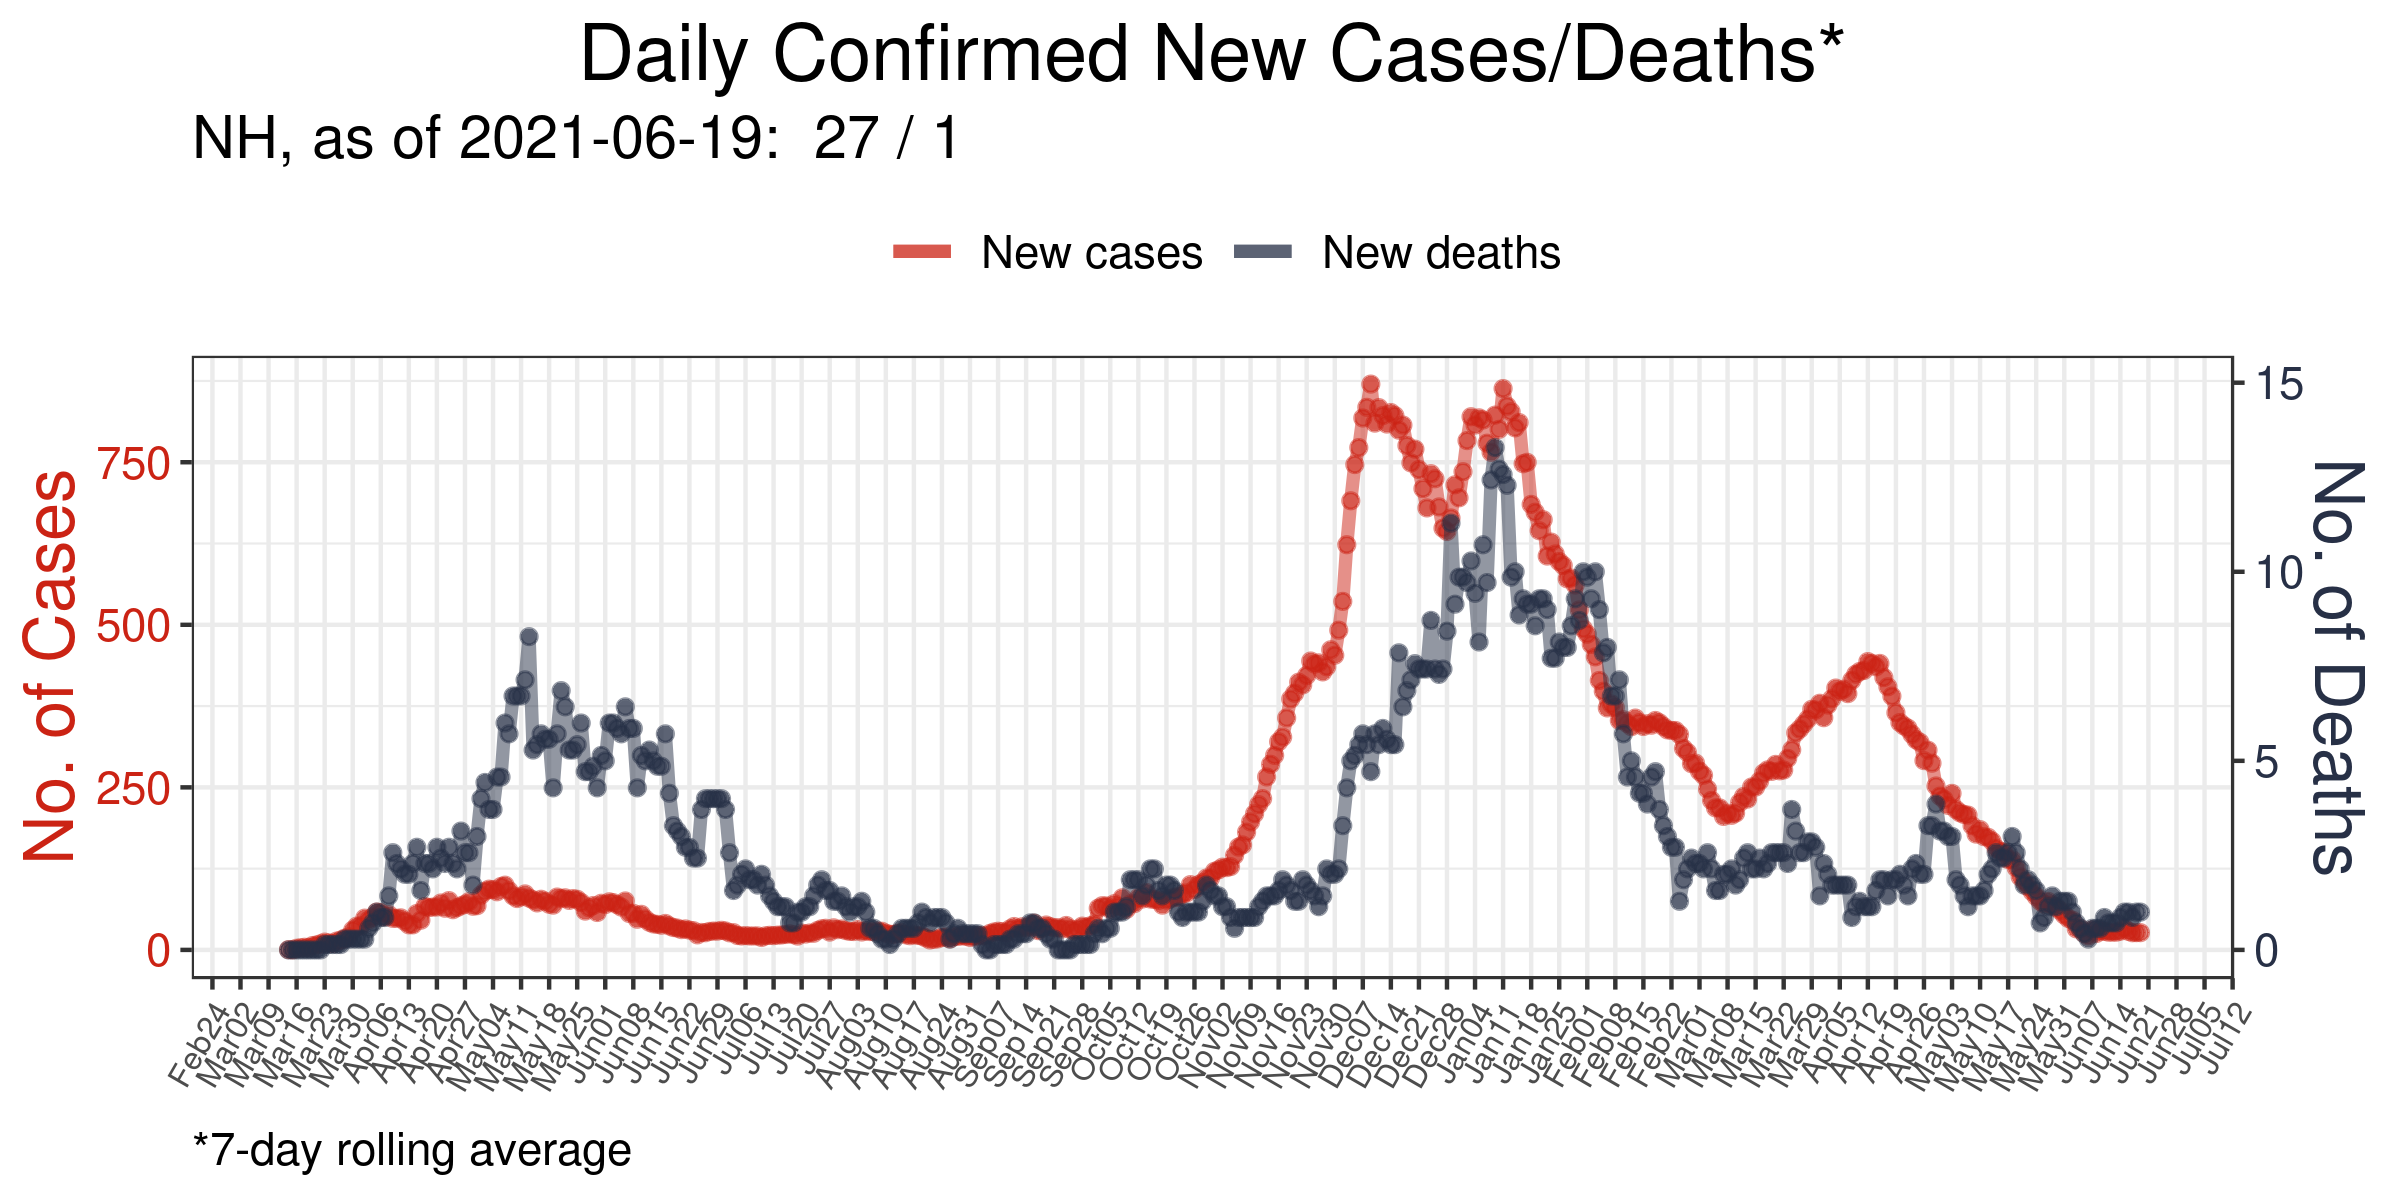 Daily Confirmed New Cases/Deaths*
NH, as of 2021-06-19:  27 / 1
New cases
New deaths
No. of Cases
750
500
250
0
15
10
5
0
No. of Deaths
Feb24
Mar02
Mar09
Mar16
Mar23
Mar30
Apr06
Apr13
Apr20
Apr27
May04
May11
May18
May25
Jun01
Jun08
Jun15
Jun22
Jun29
Jul06
Jul13
Jul20
Jul27
Aug03
Aug10
Aug17
Aug24
Aug31
Sep07
Sep14
Sep21
Sep28
Oct05
Oct12
Oct19
Oct26
Nov02
Nov09
Nov16
Nov23
Nov30
Dec07
Dec14
Dec21
Dec28
Jan04
Jan11
Jan18
Jan25
Feb01
Feb08
Feb15
Feb22
Mar01
Mar08
Mar15
Mar22
Mar29
Apr05
Apr12
Apr19
Apr26
May03
May10
May17
May24
May31
Jun07
Jun14
Jun21
Jun28
Jul05
Jul12
*7-day rolling average